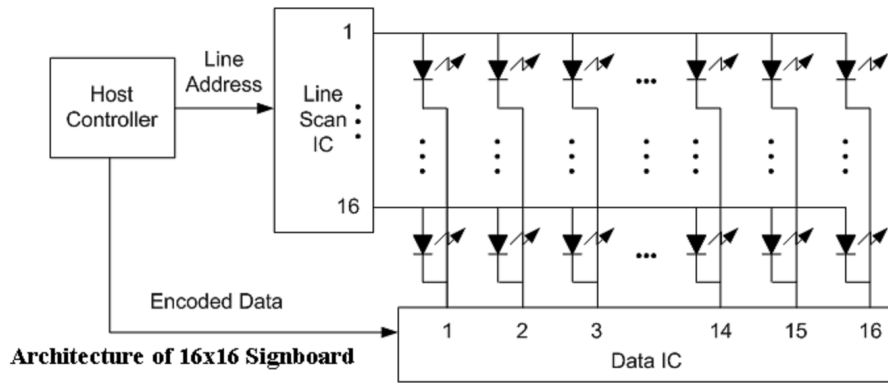 Host
Controller
Line
Address
Line
Scan
IC
1
16
Encoded Data
1 2 3 14 15 16
Data IC
Architecture of 16x16 Signboard